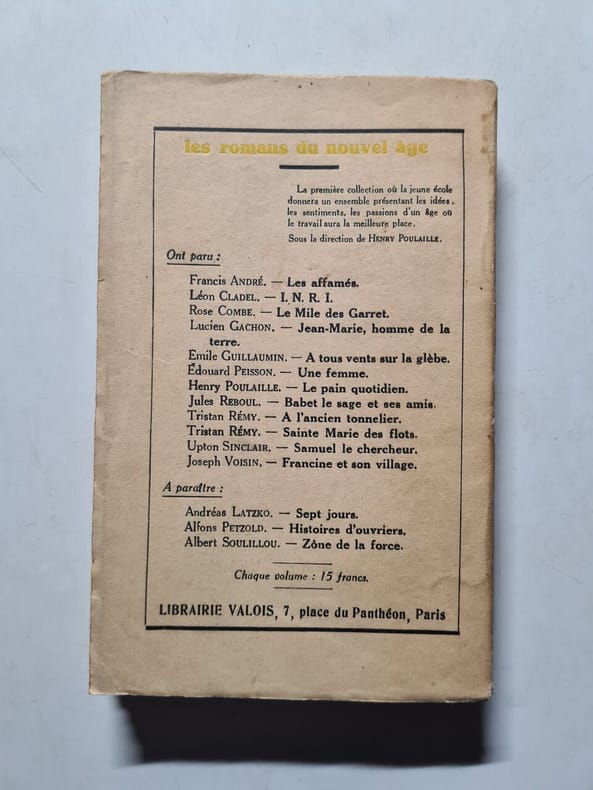 les romans du nouvel âge
La première collection où la jeune école
donnera un ensemble présentant les idées,
les sentiments, les passions d'un âge où
le travail aura la meilleure place.
Sous la direction de HENRY POULAILLE.
Ont paru :
Francis ANDRÉ. — Les affamés.
Léon CLADEL. — I. N. R. I.
Rose COMBE. — Le Mile des Garret.
Lucien GACHON. — Jean-Marie, homme de la
terre.
Emile GUILLAUMIN. — A tous vents sur la glèbe.
Édouard PEISSON. — Une femme.
Henry POULAILLE. — Le pain quotidien.
Jules REBOUL. — Babet le sage et ses amis.
Tristan RÉMY. — A l'ancien tonnelier.
Tristan RÉMY. — Sainte Marie des flots.
Upton SINCLAIR. — Samuel le chercheur.
Joseph VOISIN. — Francine et son village.
A paraître :
Andréas LATZKO. — Sept jours.
Alfons PETZOLD. — Histoires d'ouvriers.
Albert SOULILLOU. — Zône de la force.
Chaque volume : 15 francs.
LIBRAIRIE VALOIS, 7, place du Panthéon, Paris